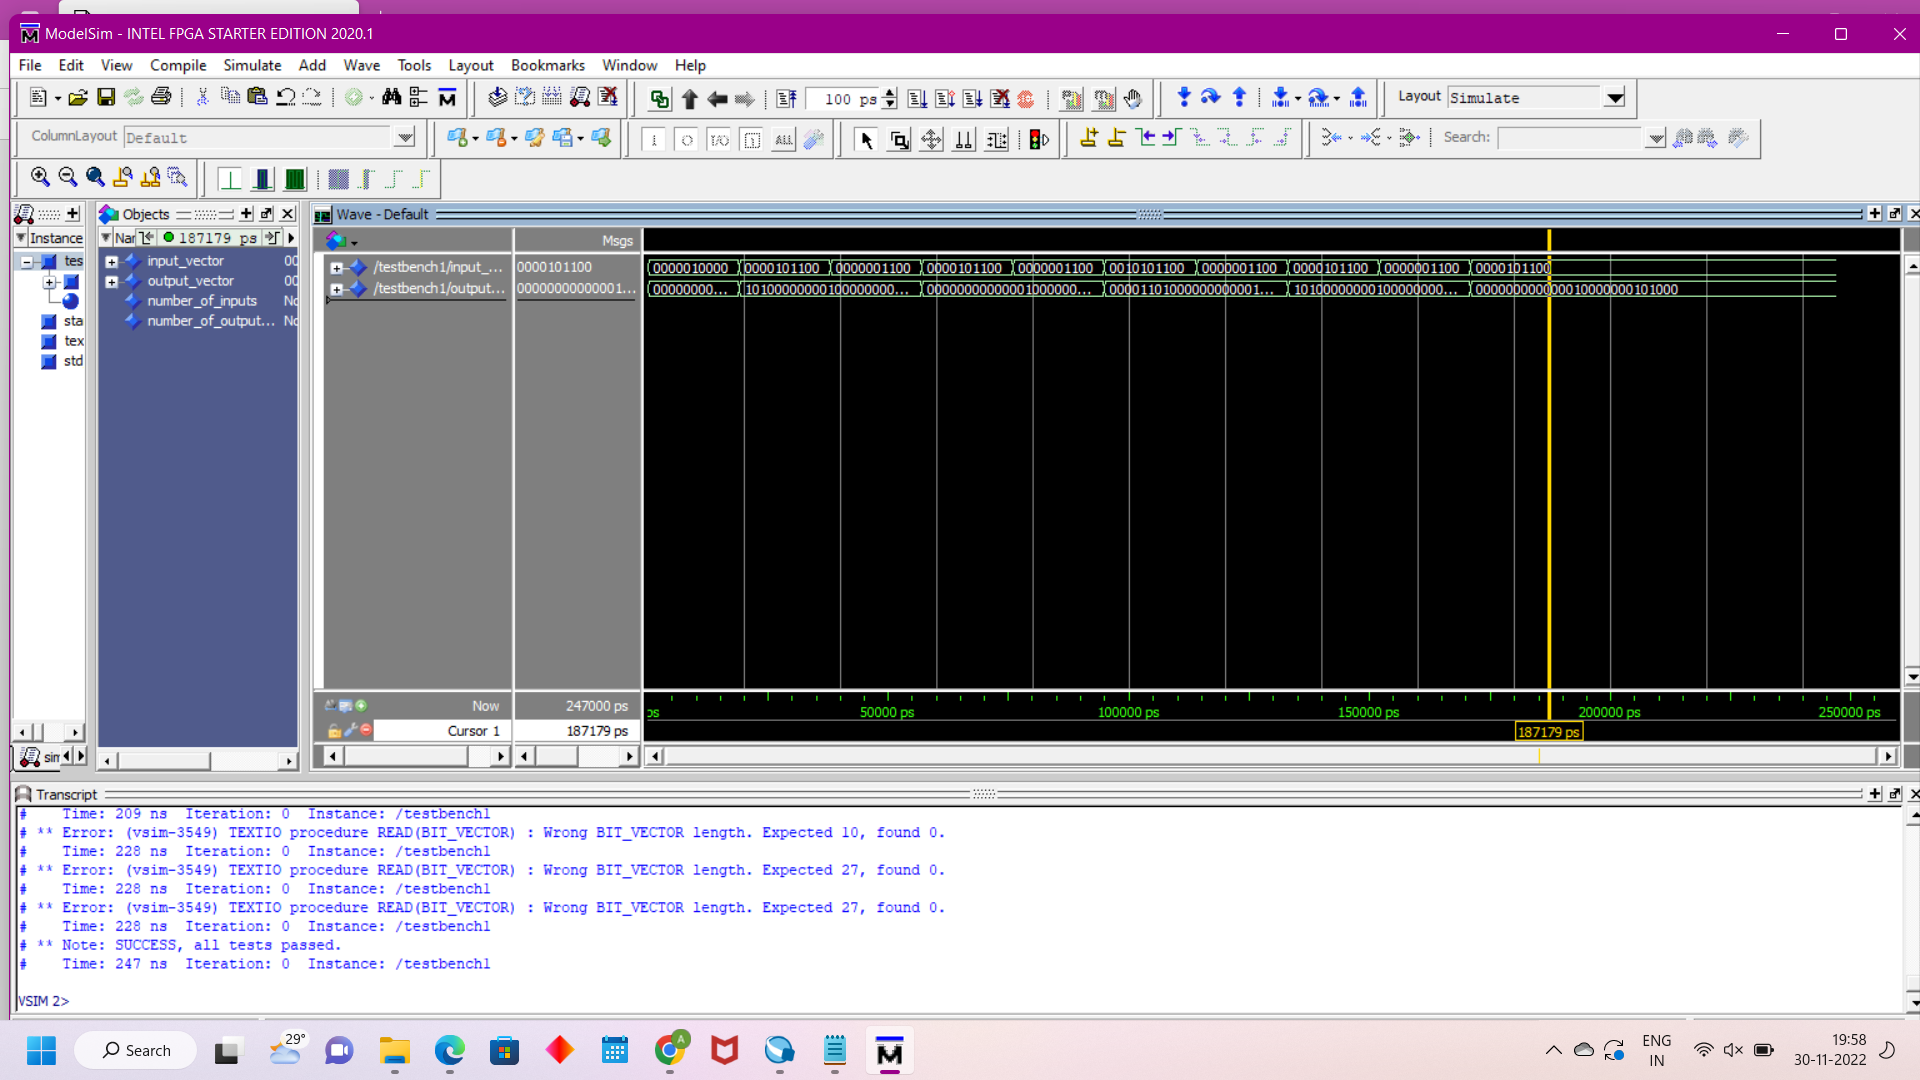 ModelSim - INTEL FPGA STARTER EDITION 2020.1
File Edit View Compile Simulate Add Wave Tools Layout Bookmarks Window Help
100 ps
Layout Simulate
ColumnLayout Default
Search:
Objects
Wave - Default
Instance
187179 ps
Msgs
tes
sta
tex
std
input_vector 00
output_vector 00
number_of_inputs No
number_of_output... No
/testbench1/input_... 0000101100
/testbench1/output... 00000000000001...
0000010000 0000101100 0000001100 0000101100 0000001100 0010101100 0000001100 0000101100 0000001100 0000101100
00000000... 10100000000100000000... 00000000000001000000... 00001101000000000001... 10100000000100000000... 000000000000010000000101000
Now 247000 ps
Cursor 1 187179 ps
ps 50000 ps 100000 ps 150000 ps 200000 ps 250000 ps
187179 ps
sim
Transcript
# Time: 209 ns Iteration: 0 Instance: /testbench1
# ** Error: (vsim-3549) TEXTIO procedure READ(BIT_VECTOR) : Wrong BIT_VECTOR length. Expected 10, found 0.
# Time: 228 ns Iteration: 0 Instance: /testbench1
# ** Error: (vsim-3549) TEXTIO procedure READ(BIT_VECTOR) : Wrong BIT_VECTOR length. Expected 27, found 0.
# Time: 228 ns Iteration: 0 Instance: /testbench1
# ** Error: (vsim-3549) TEXTIO procedure READ(BIT_VECTOR) : Wrong BIT_VECTOR length. Expected 27, found 0.
# Time: 228 ns Iteration: 0 Instance: /testbench1
# ** Note: SUCCESS, all tests passed.
# Time: 247 ns Iteration: 0 Instance: /testbench1
VSIM 2>
Search
29°
ENG
IN
19:58
30-11-2022